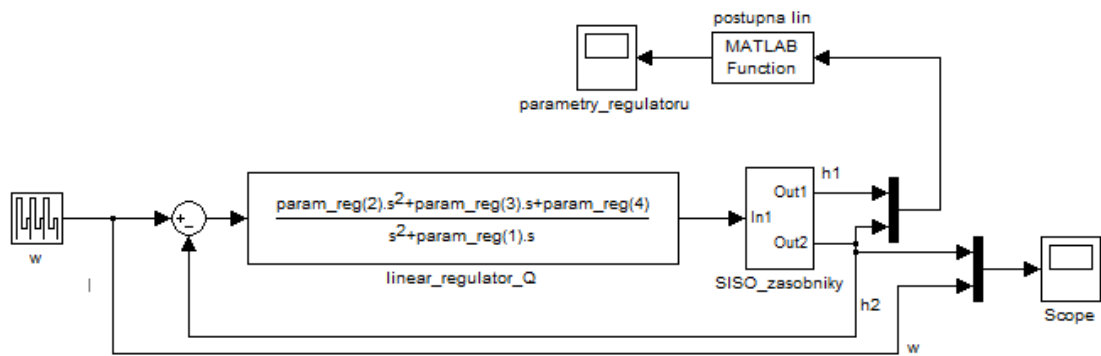 postupna lin
MATLAB
Function
parametry_regulatoru
h1
param_reg(2).s²+param_reg(3).s+param_reg(4)
s²+param_reg(1).s
Out1
In1
Out2
+
−
w
linear_regulator_Q
SISO_zasobniky
h2
Scope
w